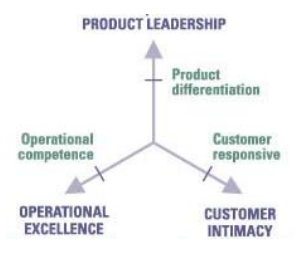 PRODUCT LEADERSHIP
Product
differentiation
Operational
competence
Customer
responsive
OPERATIONAL
EXCELLENCE
CUSTOMER
INTIMACY